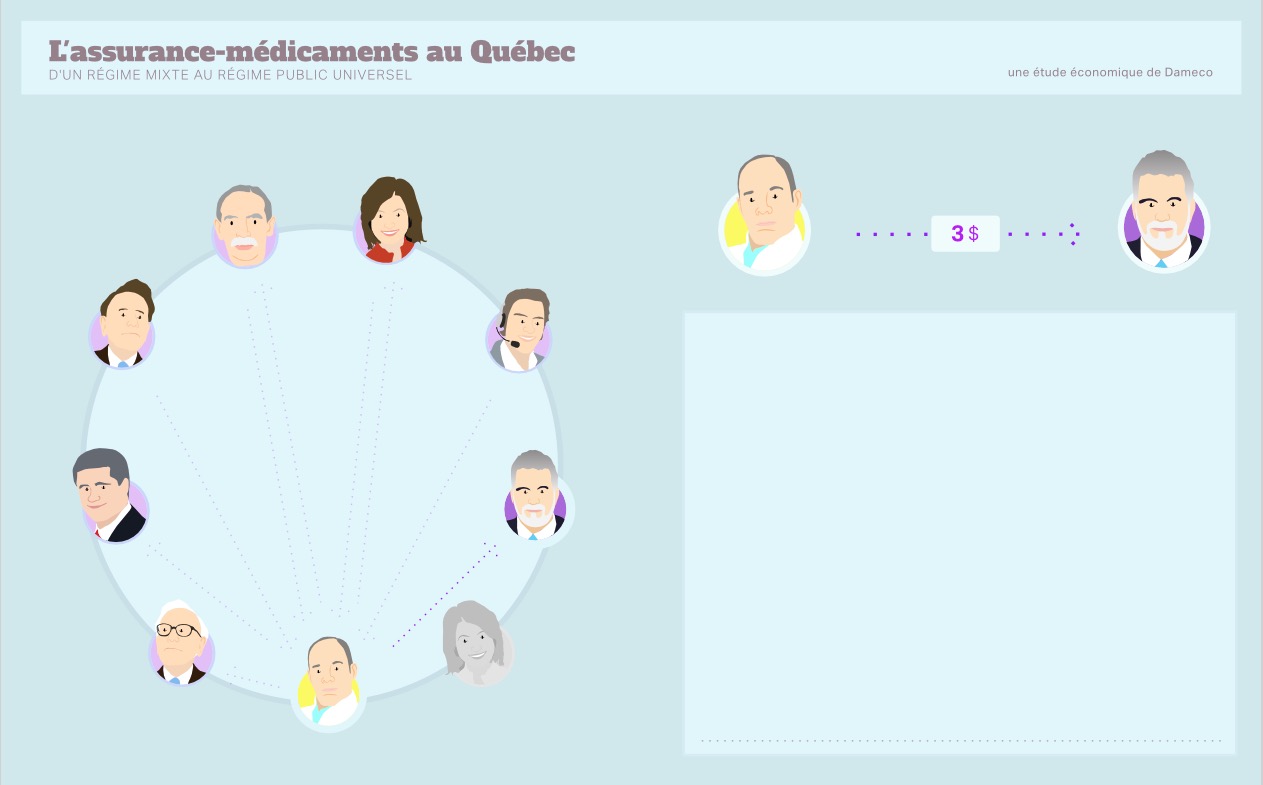 L'assurance-médicaments au Québec
D'UN RÉGIME MIXTE AU RÉGIME PUBLIC UNIVERSEL
une étude économique de Dameco
3 $